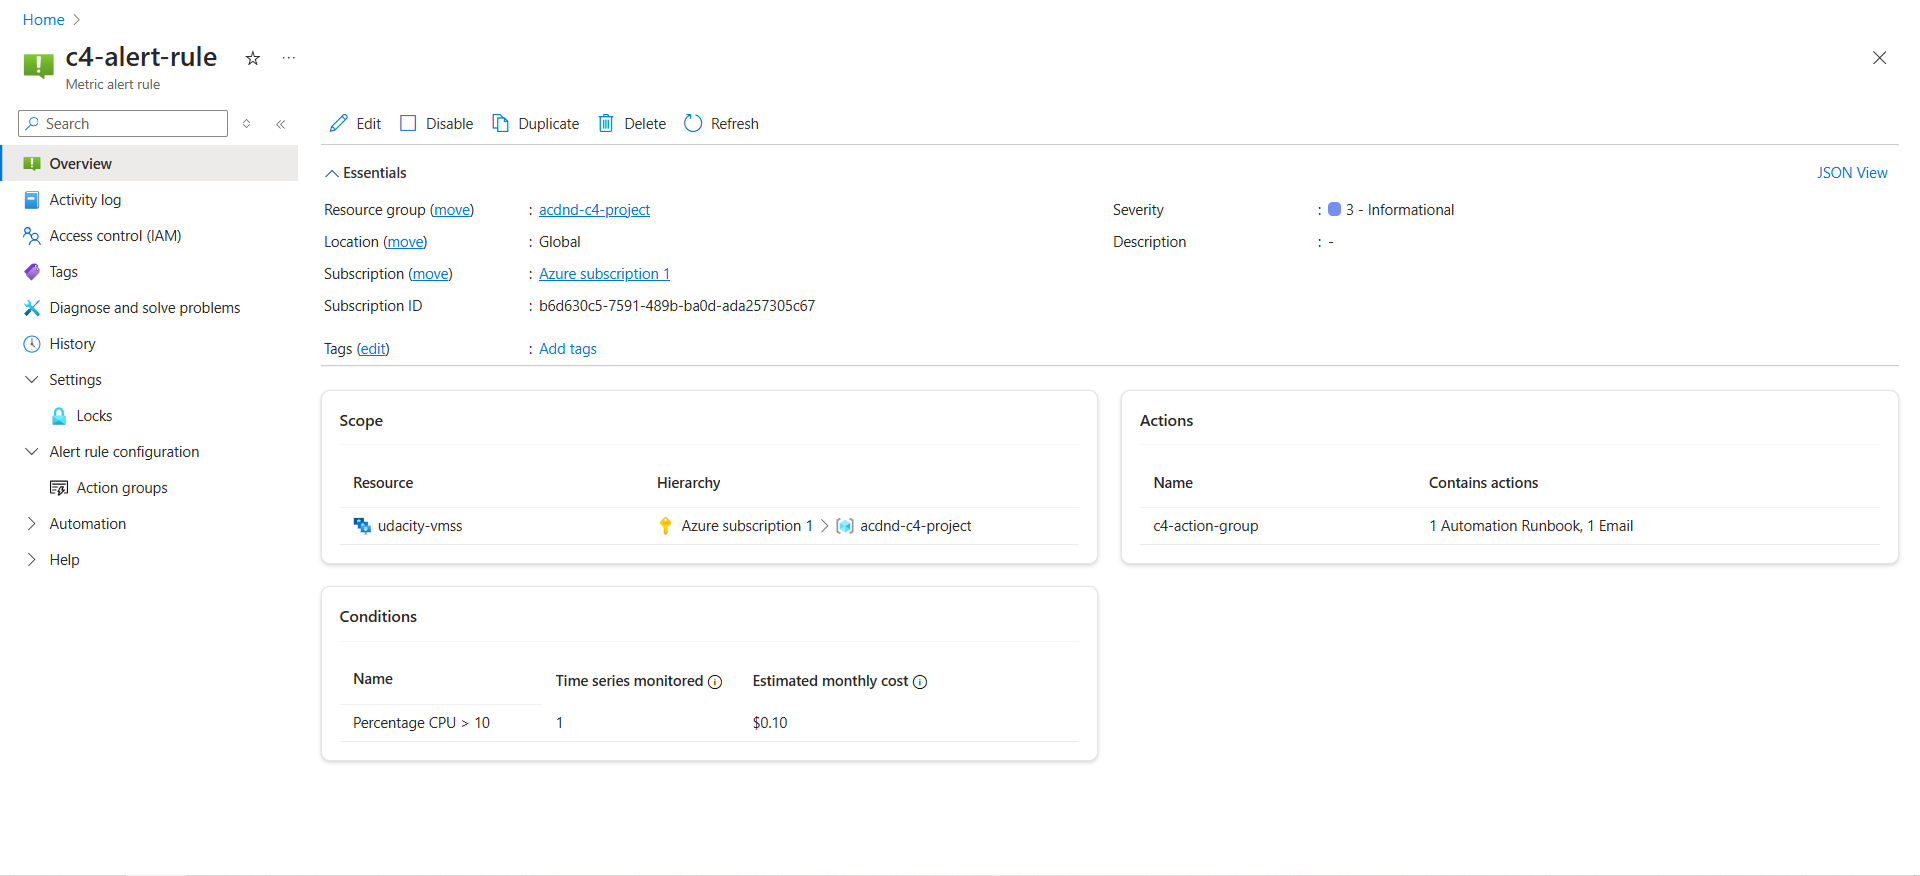 Home
c4-alert-rule
Metric alert rule
Search
Edit Disable Duplicate Delete Refresh
Overview
Activity log
Access control (IAM)
Tags
Diagnose and solve problems
History
Settings
Locks
Alert rule configuration
Action groups
Automation
Help
Essentials
JSON View
Resource group (move) : acdnd-c4-project
Location (move) : Global
Subscription (move) : Azure subscription 1
Subscription ID : b6d630c5-7591-489b-ba0d-ada257305c67
Tags (edit) : Add tags
Severity : 3 - Informational
Description : -
Scope
Resource Hierarchy
udacity-vmss Azure subscription 1 > acdnd-c4-project
Actions
Name Contains actions
c4-action-group 1 Automation Runbook, 1 Email
Conditions
Name Time series monitored Estimated monthly cost
Percentage CPU > 10 1 $0.10